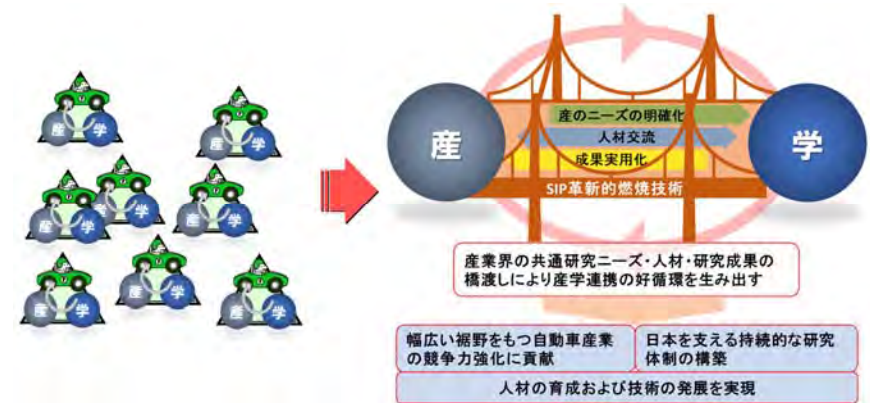 産 学
産 学
産 学
産 学
産 学
産 学
産 学
産 学
産
学
産のニーズの明確化
人材交流
成果実用化
SIP革新的燃焼技術
産業界の共通研究ニーズ・人材・研究成果の
橋渡しにより産学連携の好循環を生み出す
幅広い裾野をもつ自動車産業
の競争力強化に貢献
日本を支える持続的な研究
体制の構築
人材の育成および技術の発展を実現